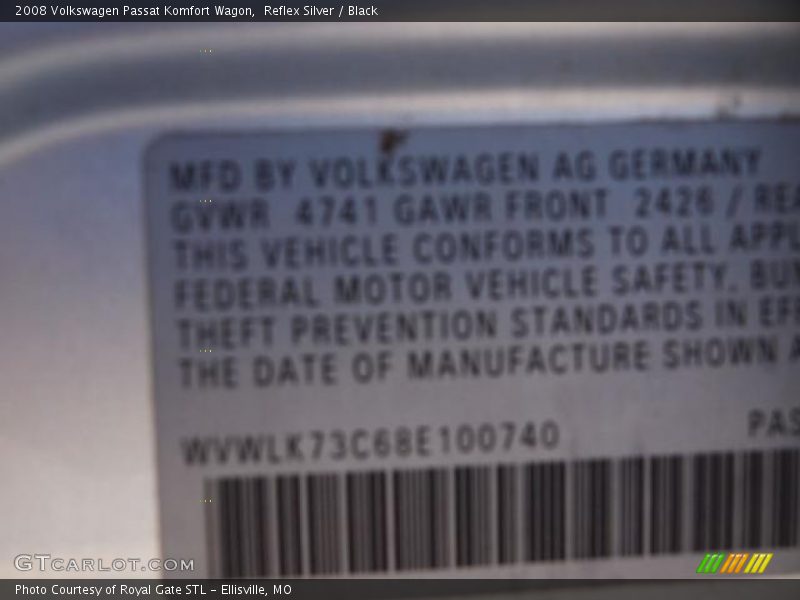 2008 Volkswagen Passat Komfort Wagon,  Reflex Silver / Black
MFD BY VOLKSWAGEN AG GERMANY
GVWR 4741 GAWR FRONT 2426 / REA
THIS VEHICLE CONFORMS TO ALL APPL
FEDERAL MOTOR VEHICLE SAFETY, BUM
THEFT PREVENTION STANDARDS IN EFF
THE DATE OF MANUFACTURE SHOWN A
WVWLK73C68E100740 PAS
GTCARLOT.COM
Photo Courtesy of Royal Gate STL – Ellisville, MO